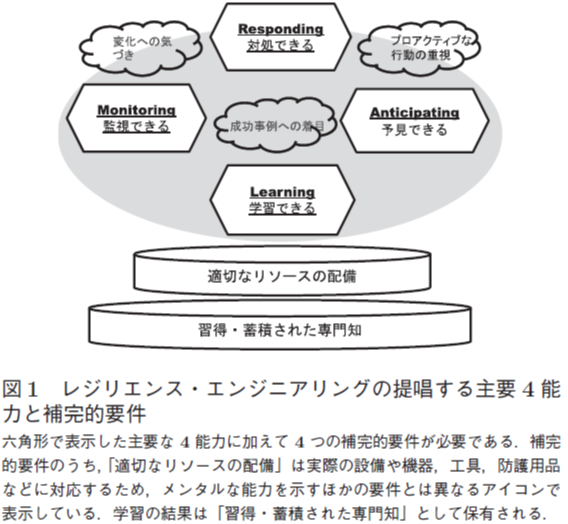 Responding
対処できる
変化への気
づき
プロアクティブな
行動の重視
Monitoring
監視できる
成功事例への着目
Anticipating
予見できる
Learning
学習できる
適切なリソースの配備
習得・蓄積された専門知
図1 レジリエンス・エンジニアリングの提唱する主要 4 能
力と補完的要件
六角形で表示した主要な 4 能力に加えて 4 つの補完的要件が必要である．補完
的要件のうち，「適切なリソースの配備」は実際の設備や機器，工具，防護用品
などに対応するため，メンタルな能力を示すほかの要件とは異なるアイコンで
表示している．学習の結果は「習得・蓄積された専門知」として保有される．